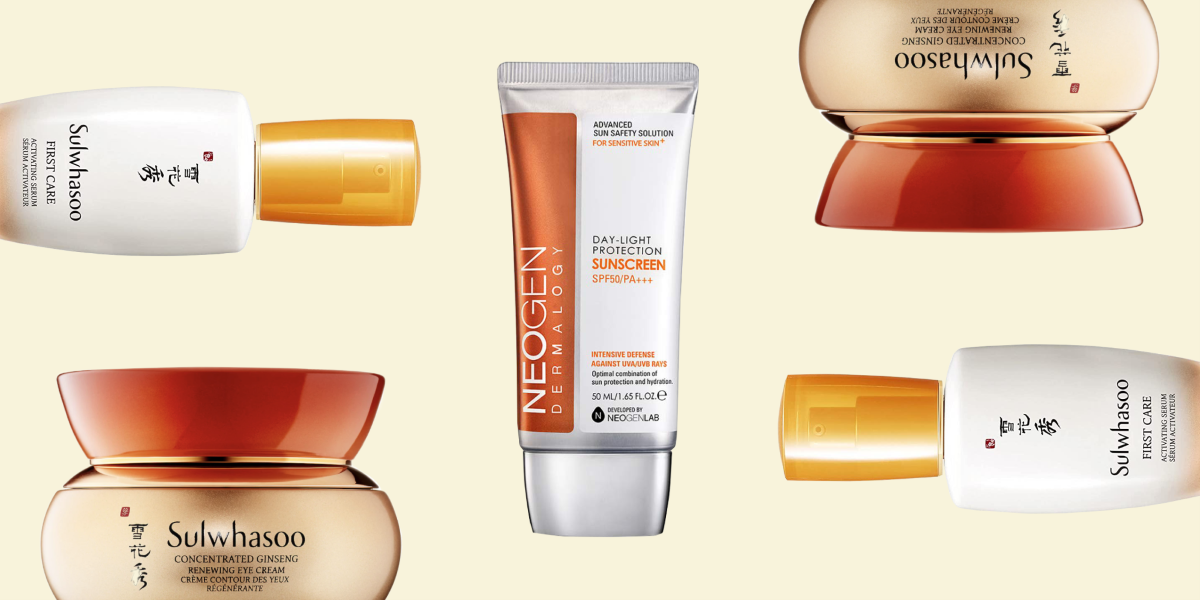 Sulwhasoo
FIRST CARE
ACTIVATING SERUM
SÉRUM ACTIVATEUR
雪花秀
ADVANCED
SUN SAFETY SOLUTION
FOR SENSITIVE SKIN+
NEOGEN
DERMALOGY
DAY-LIGHT
PROTECTION
SUNSCREEN
SPF50/PA+++
INTENSIVE DEFENSE
AGAINST UVA/UVB RAYS
Optimal combination of
sun protection and hydration.
50 ML/1.65 FL.OZ.℮
N
DEVELOPED BY
NEOGENLAB
Sulwhasoo
CONCENTRATED GINSENG
RENEWING EYE CREAM
CRÈME CONTOUR DES YEUX
RÉGÉNÉRANTE
雪花秀
雪花秀
Sulwhasoo
CONCENTRATED GINSENG
RENEWING EYE CREAM
CRÈME CONTOUR DES YEUX
RÉGÉNÉRANTE
雪花秀
Sulwhasoo
FIRST CARE
ACTIVATING SERUM
SÉRUM ACTIVATEUR